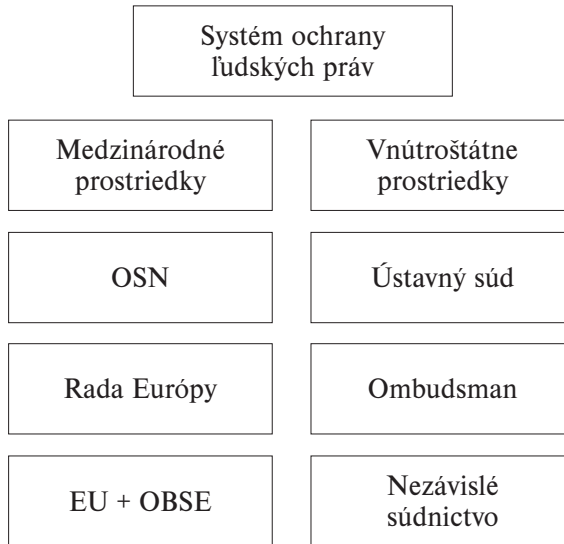 Systém ochrany
ľudských práv
Medzinárodné
prostriedky
Vnútroštátne
prostriedky
OSN
Ústavný súd
Rada Európy
Ombudsman
EU + OBSE
Nezávislé
súdnictvo